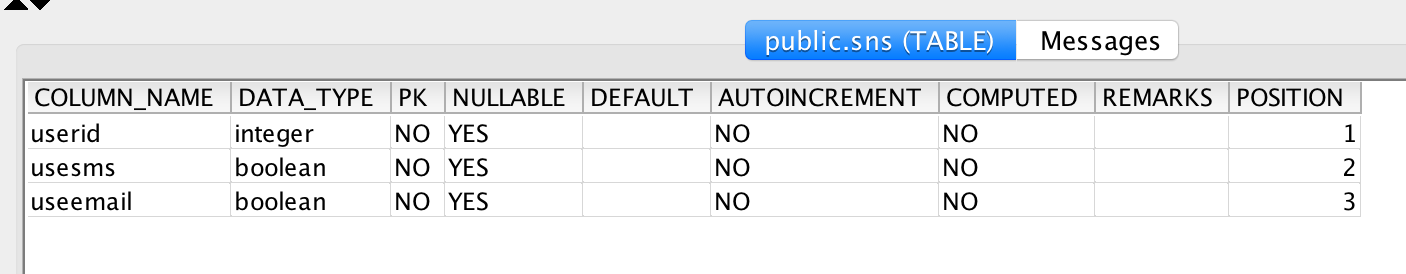 public.sns (TABLE) Messages
COLUMN_NAME DATA_TYPE PK NULLABLE DEFAULT AUTOINCREMENT COMPUTED REMARKS POSITION
userid integer NO YES NO NO 1
usesms boolean NO YES NO NO 2
useemail boolean NO YES NO NO 3